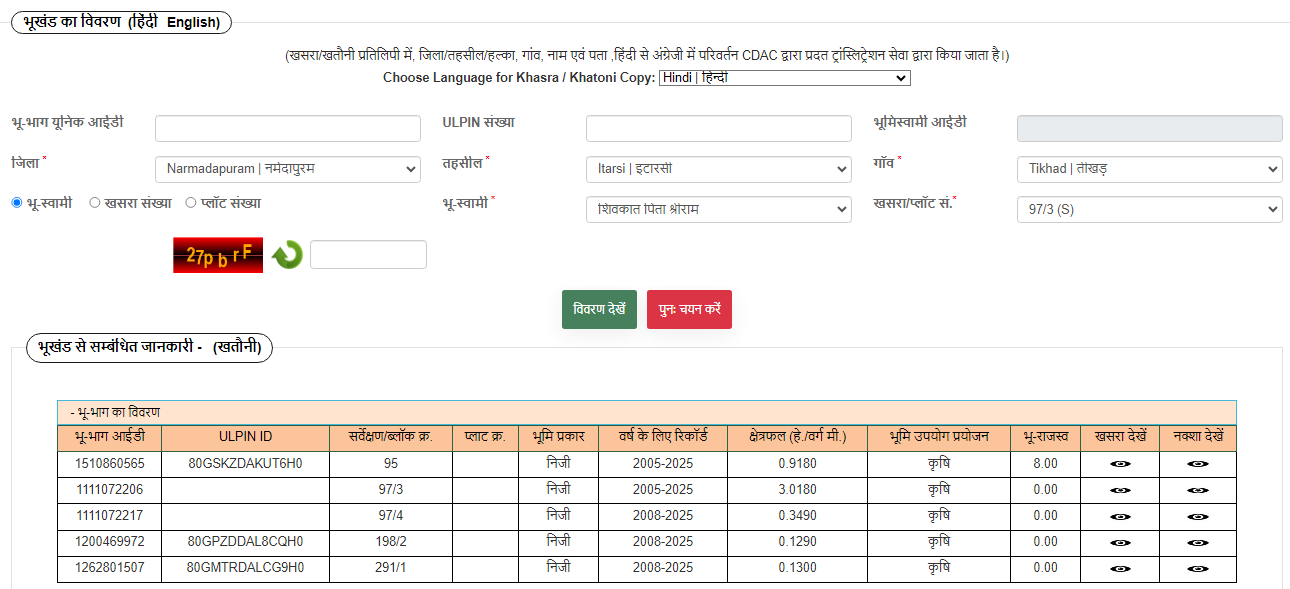 भूखंड का विवरण (हिंदी English)
(खसरा/खतौनी प्रतिलिपी में, जिला/तहसील/हल्का, गांव, नाम एवं पता ,हिंदी से अंग्रेजी में परिवर्तन CDAC द्वारा प्रदत ट्रांस्लिट्रेशन सेवा द्वारा किया जाता है।)
Choose Language for Khasra / Khatoni Copy: Hindi | हिन्दी
भू-भाग यूनिक आईडी ULPIN संख्या भूमिस्वामी आईडी
जिला * Narmadapuram | नर्मदापुरम तहसील * Itarsi | इटारसी गाँव * Tikhad | तीखड़
भू-स्वामी खसरा संख्या प्लॉट संख्या भू-स्वामी * शिवकांत पिता श्रीराम खसरा/प्लॉट सं.* 97/3 (S)
27pbrF
विवरण देखें पुनः चयन करें
भूखंड से सम्बंधित जानकारी - (खतौनी)
- भू-भाग का विवरण
भू-भाग आईडी ULPIN ID सर्वेक्षण/ब्लॉक क्र. प्लाट क्र. भूमि प्रकार वर्ष के लिए रिकॉर्ड क्षेत्रफल (हे./वर्ग मी.) भूमि उपयोग प्रयोजन भू-राजस्व खसरा देखें नक्शा देखें
1510860565 80GSKZDAKUT6H0 95 निजी 2005-2025 0.9180 कृषि 8.00
1111072206 97/3 निजी 2005-2025 3.0180 कृषि 0.00
1111072217 97/4 निजी 2008-2025 0.3490 कृषि 0.00
1200469972 80GPZDDAL8CQH0 198/2 निजी 2008-2025 0.1290 कृषि 0.00
1262801507 80GMTRDALCG9H0 291/1 निजी 2008-2025 0.1300 कृषि 0.00